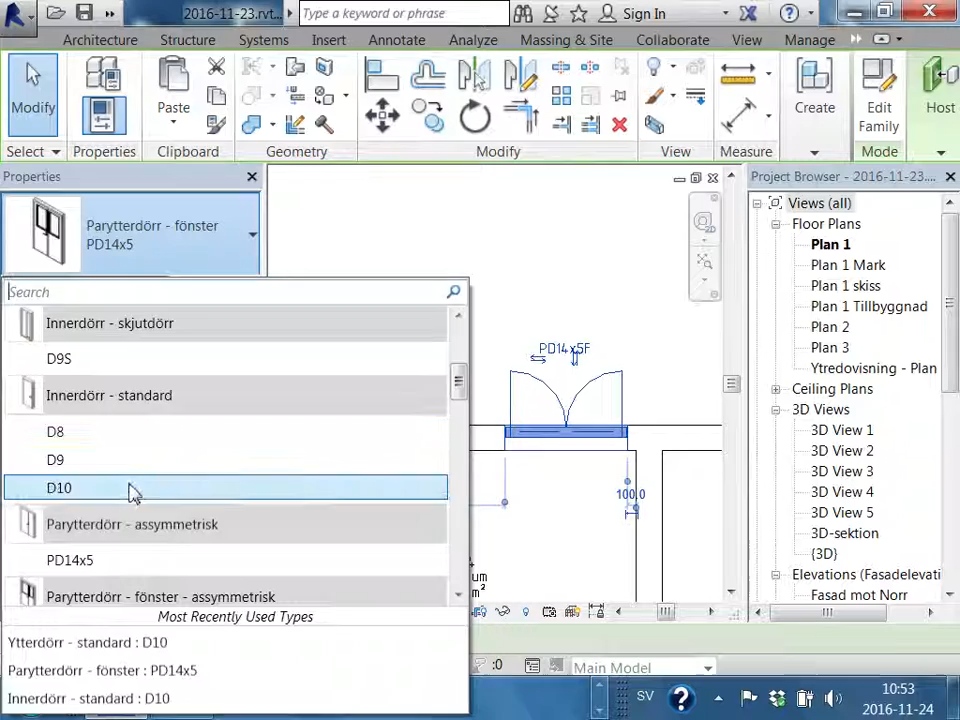 2016-11-23.rvt...
Type a keyword or phrase
Sign In
Architecture
Structure
Systems
Insert
Annotate
Analyze
Massing & Site
Collaborate
View
Manage
Modify
Paste
Create
Edit
Family
Host
Select
Properties
Clipboard
Geometry
Modify
View
Measure
Mode
Properties
Parytterdörr - fönster
PD14x5
Search
Innerdörr - skjutdörr
D9S
Innerdörr - standard
D8
D9
D10
Parytterdörr - assymmetrisk
PD14x5
Parytterdörr - fönster - assymmetrisk
Most Recently Used Types
Ytterdörr - standard : D10
Parytterdörr - fönster : PD14x5
Innerdörr - standard : D10
2D
PD14x5F
100.0
um
m²
Project Browser - 2016-11-23....
Views (all)
Floor Plans
Plan 1
Plan 1 Mark
Plan 1 skiss
Plan 1 Tillbyggnad
Plan 2
Plan 3
Ytredovisning - Plan
Ceiling Plans
3D Views
3D View 1
3D View 2
3D View 3
3D View 4
3D View 5
3D-sektion
{3D}
Elevations (Fasadelevati
Fasad mot Norr
:0
Main Model
SV
10:53
2016-11-24